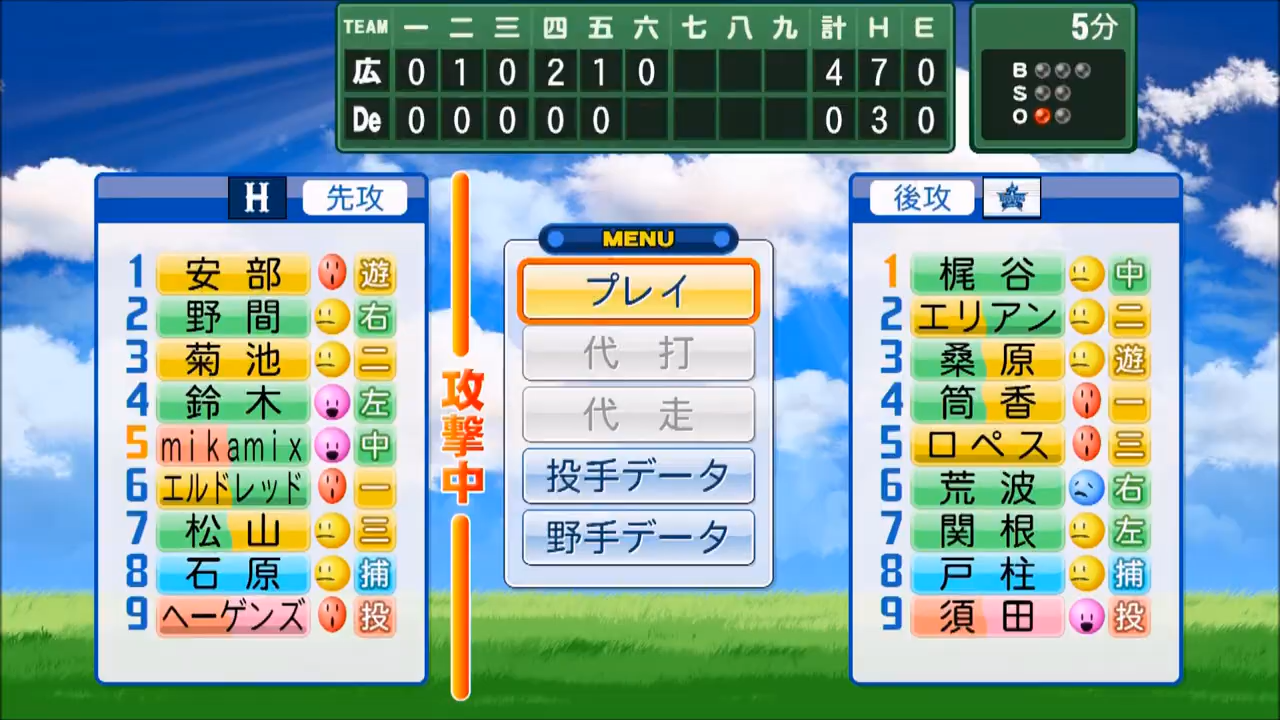 TEAM 一 二 三 四 五 六 七 八 九 計 H E
広 0 1 0 2 1 0 4 7 0
De 0 0 0 0 0 0 3 0
5分
B
S
O
H 先攻
1 安部 遊
2 野間 右
3 菊池 二
4 鈴木 左
5 mikamix 中
6 エルドレッド 一
7 松山 三
8 石原 捕
9 ヘーゲンズ 投
攻撃中
MENU
プレイ
代打
代走
投手データ
野手データ
後攻
1 梶谷 中
2 エリアン 二
3 桑原 遊
4 筒香 一
5 ロペス 三
6 荒波 右
7 関根 左
8 戸柱 捕
9 須田 投